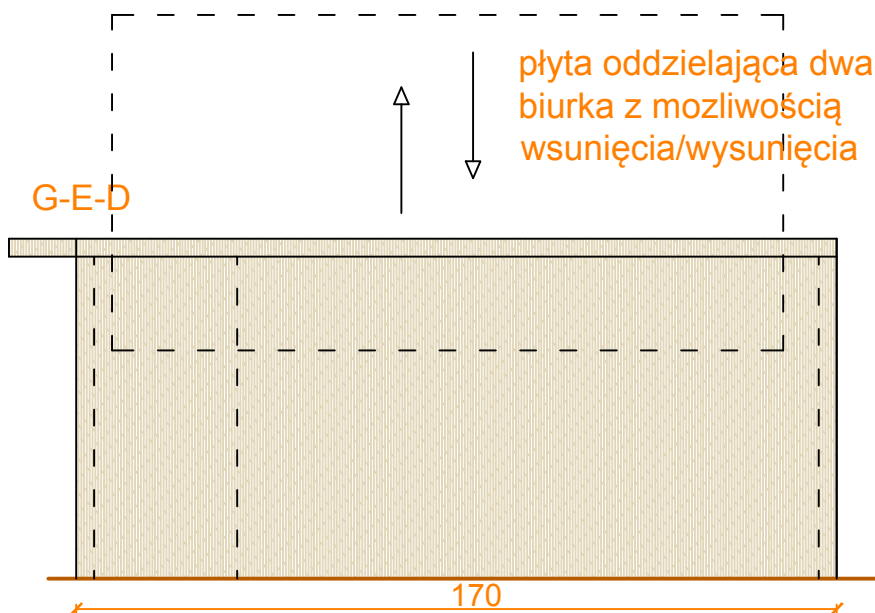 płyta oddzielająca dwa
biurka z mozliwością
wsunięcia/wysunięcia
G-E-D
170